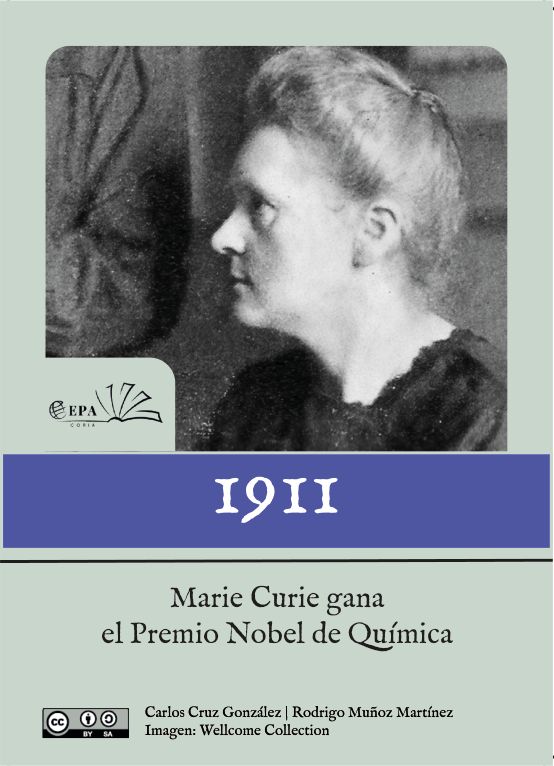 CEPA
CORIA
1911
Marie Curie gana
el Premio Nobel de Química
cc
BY SA
Carlos Cruz González | Rodrigo Muñoz Martínez
Imagen: Wellcome Collection